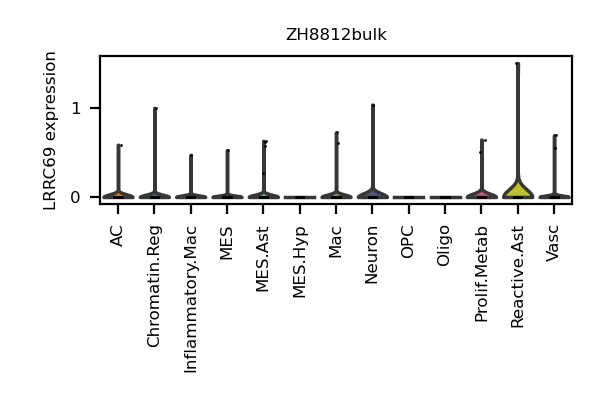 ZH8812bulk
LRRC69 expression
1
0
AC
Chromatin.Reg
Inflammatory.Mac
MES
MES.Ast
MES.Hyp
Mac
Neuron
OPC
Oligo
Prolif.Metab
Reactive.Ast
Vasc